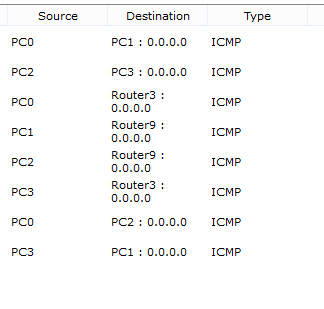 Source Destination Type
PC0 PC1 : 0.0.0.0 ICMP
PC2 PC3 : 0.0.0.0 ICMP
PC0 Router3 : 0.0.0.0 ICMP
PC1 Router9 : 0.0.0.0 ICMP
PC2 Router9 : 0.0.0.0 ICMP
PC3 Router3 : 0.0.0.0 ICMP
PC0 PC2 : 0.0.0.0 ICMP
PC3 PC1 : 0.0.0.0 ICMP